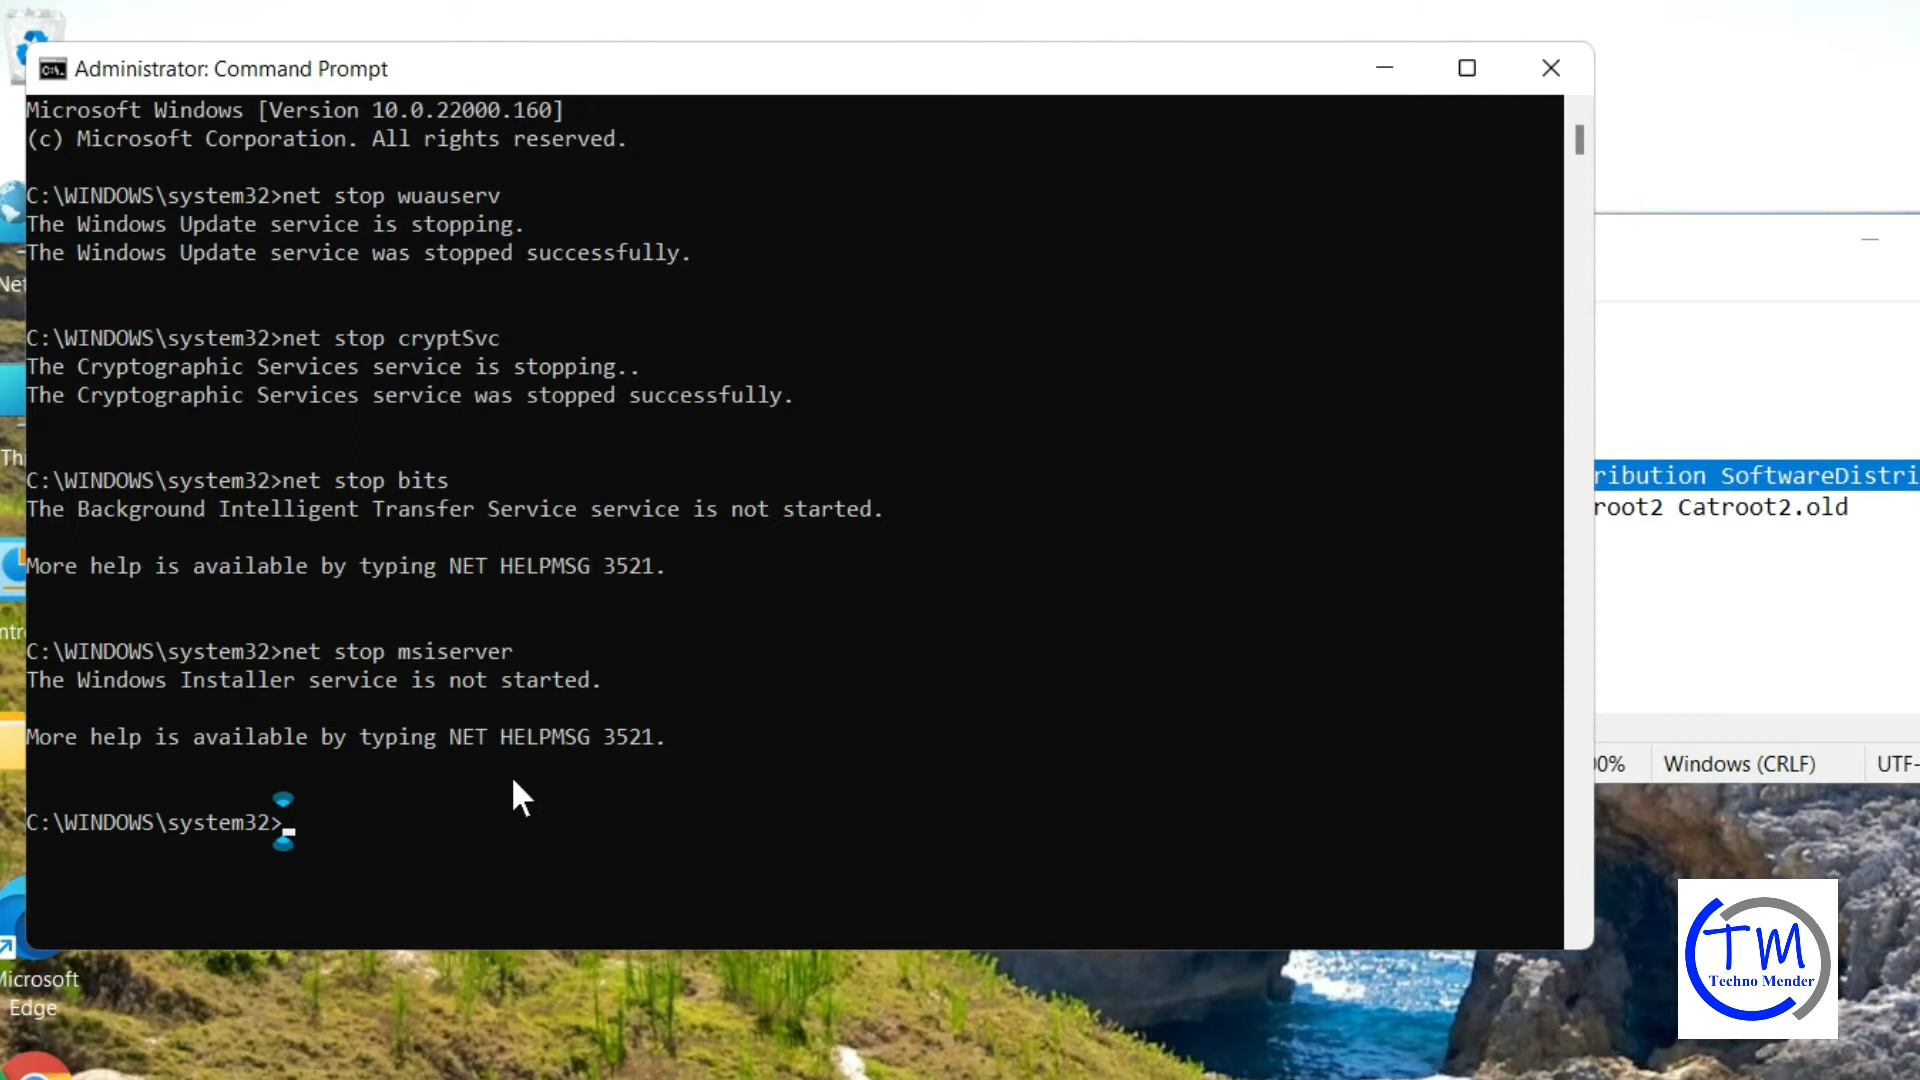 Administrator: Command Prompt
Microsoft Windows [Version 10.0.22000.160]
(c) Microsoft Corporation. All rights reserved.
C:\WINDOWS\system32>net stop wuauserv
The Windows Update service is stopping.
The Windows Update service was stopped successfully.
C:\WINDOWS\system32>net stop cryptSvc
The Cryptographic Services service is stopping..
The Cryptographic Services service was stopped successfully.
C:\WINDOWS\system32>net stop bits
The Background Intelligent Transfer Service service is not started.
More help is available by typing NET HELPMSG 3521.
C:\WINDOWS\system32>net stop msiserver
The Windows Installer service is not started.
More help is available by typing NET HELPMSG 3521.
C:\WINDOWS\system32>
ribution SoftwareDistri
root2 Catroot2.old
00% Windows (CRLF) UTF-
Net
Thi
ntr
Microsoft
Edge
TM
Techno Mender